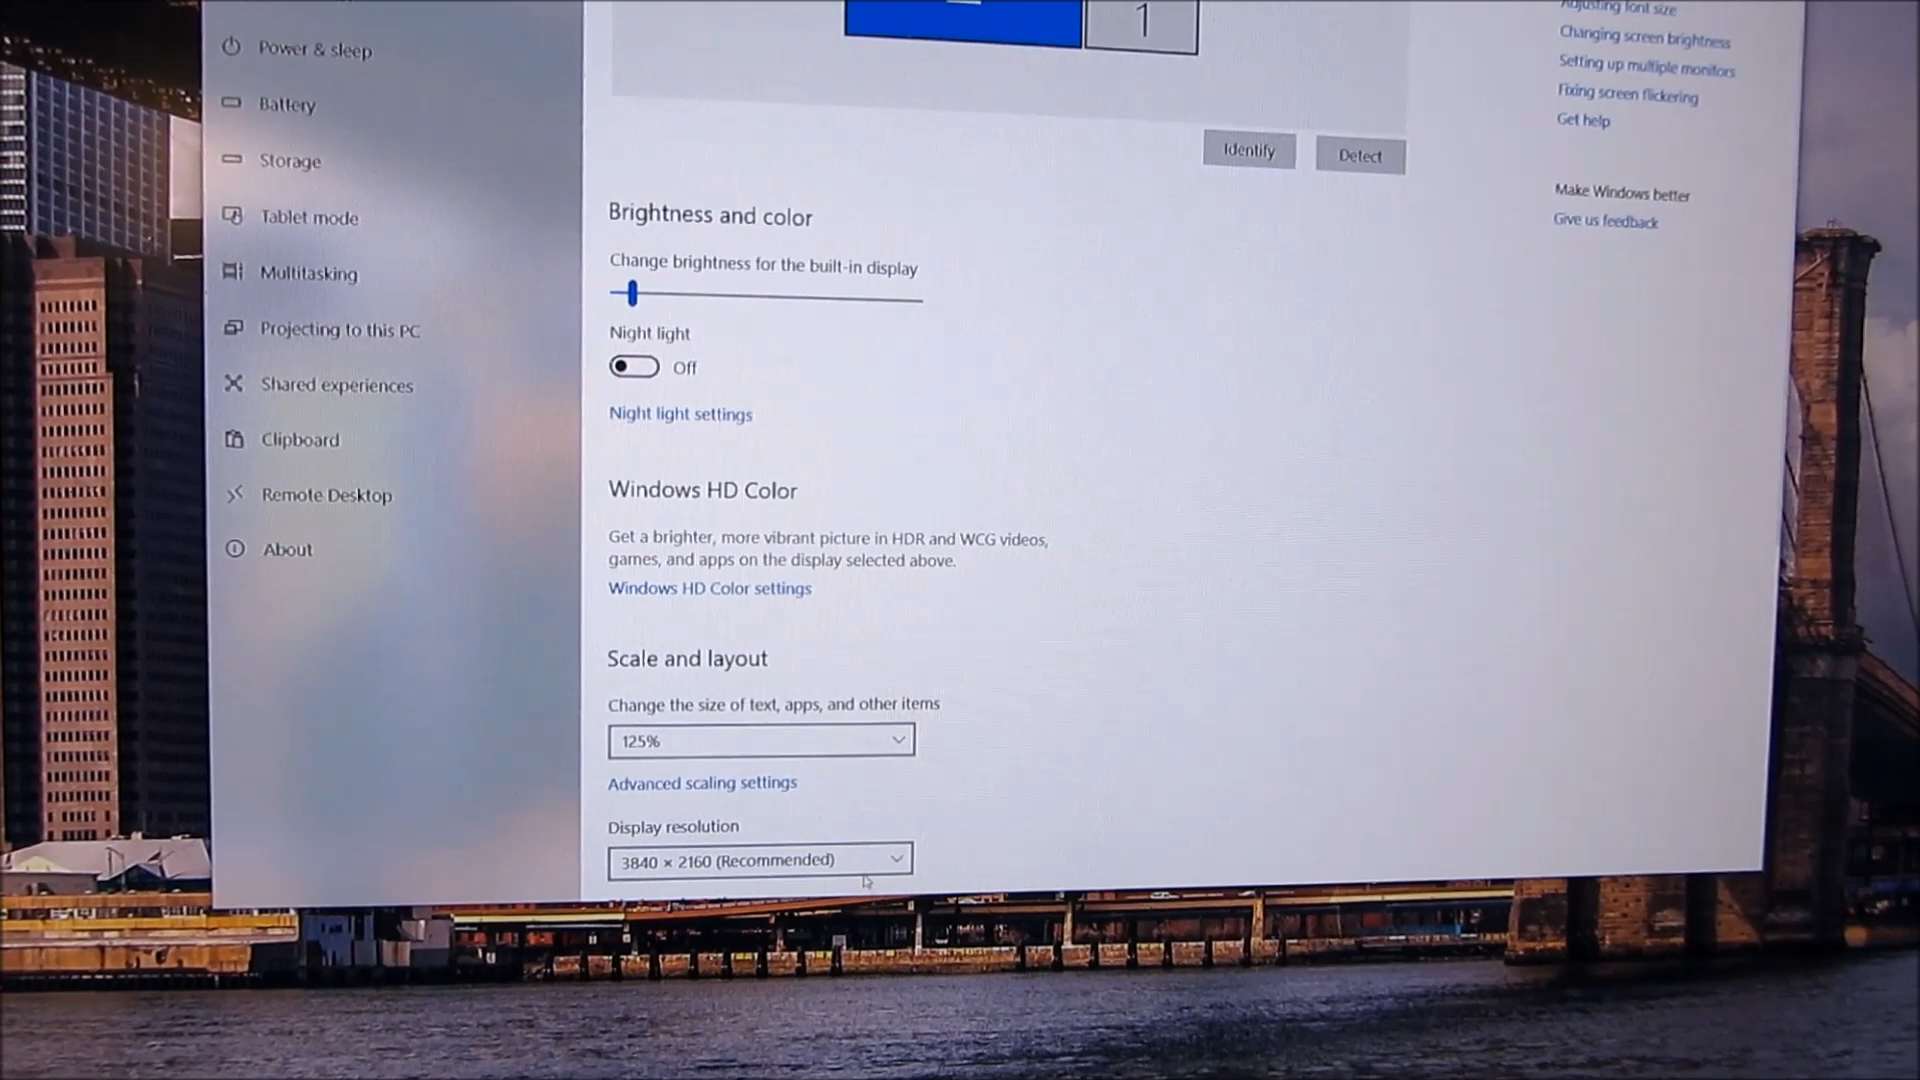 Power & sleep
Battery
Storage
Tablet mode
Multitasking
Projecting to this PC
Shared experiences
Clipboard
Remote Desktop
About
1
Identify
Detect
Brightness and color
Change brightness for the built-in display
Night light
Off
Night light settings
Windows HD Color
Get a brighter, more vibrant picture in HDR and WCG videos,
games, and apps on the display selected above.
Windows HD Color settings
Scale and layout
Change the size of text, apps, and other items
125%
Advanced scaling settings
Display resolution
3840 × 2160 (Recommended)
Adjusting font size
Changing screen brightness
Setting up multiple monitors
Fixing screen flickering
Get help
Make Windows better
Give us feedback